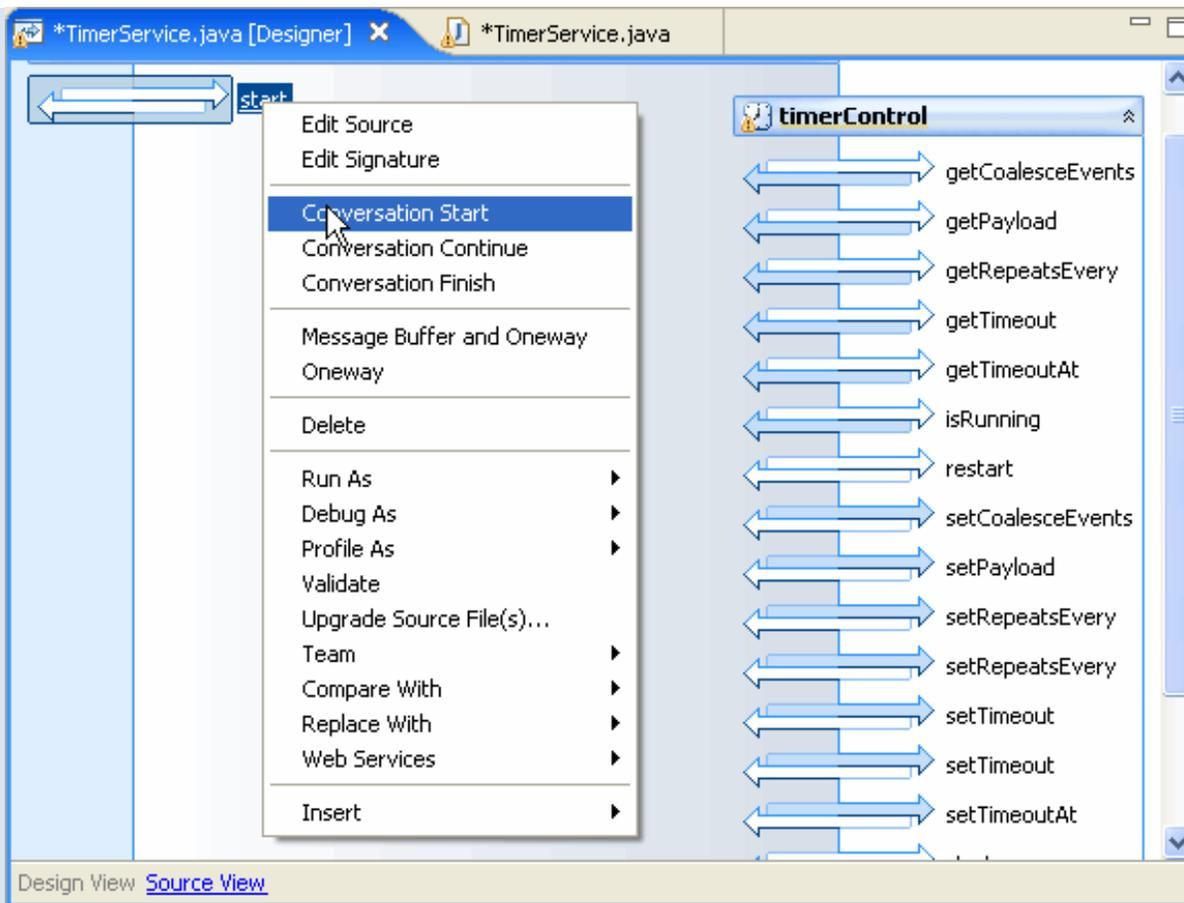 *TimerService.java [Designer]
*TimerService.java
start
Edit Source
Edit Signature
Conversation Start
Conversation Continue
Conversation Finish
Message Buffer and Oneway
Oneway
Delete
Run As
Debug As
Profile As
Validate
Upgrade Source File(s)...
Team
Compare With
Replace With
Web Services
Insert
timerControl
getCoalesceEvents
getPayload
getRepeatsEvery
getTimeout
getTimeoutAt
isRunning
restart
setCoalesceEvents
setPayload
setRepeatsEvery
setRepeatsEvery
setTimeout
setTimeout
setTimeoutAt
Design View Source View